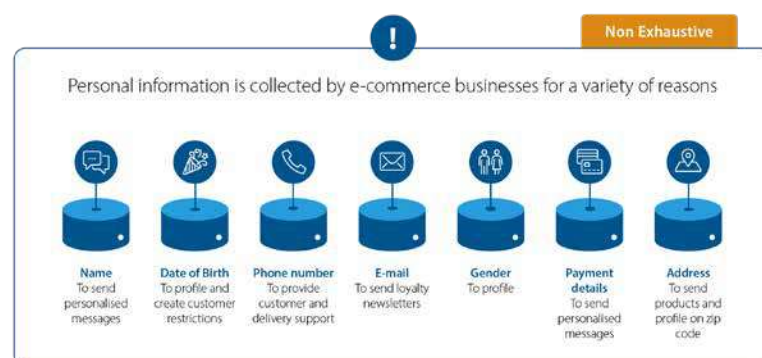 !
Non Exhaustive
Personal information is collected by e-commerce businesses for a variety of reasons
Name
To send
personalised
messages
Date of Birth
To profile and
create customer
restrictions
Phone number
To provide
customer and
delivery support
E-mail
To send loyalty
newsletters
Gender
To profile
Payment
details
To send
personalised
messages
Address
To send
products and
profile on zip
code